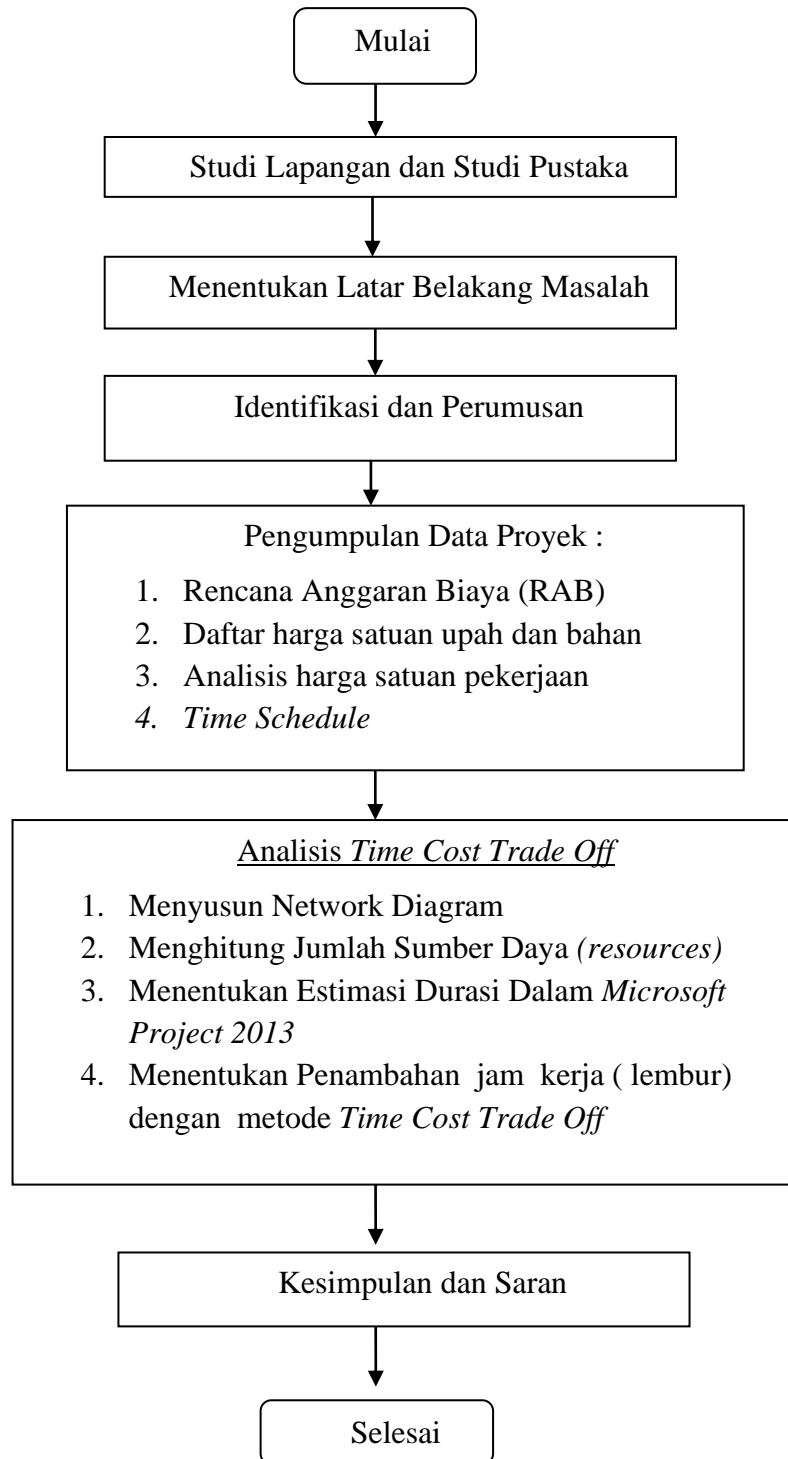 Mulai
Studi Lapangan dan Studi Pustaka
Menentukan Latar Belakang Masalah
Identifikasi dan Perumusan
Pengumpulan Data Proyek :
1. Rencana Anggaran Biaya (RAB)
2. Daftar harga satuan upah dan bahan
3. Analisis harga satuan pekerjaan
4. Time Schedule
Analisis Time Cost Trade Off
1. Menyusun Network Diagram
2. Menghitung Jumlah Sumber Daya (resources)
3. Menentukan Estimasi Durasi Dalam Microsoft
Project 2013
4. Menentukan Penambahan jam kerja ( lembur)
dengan metode Time Cost Trade Off
Kesimpulan dan Saran
Selesai